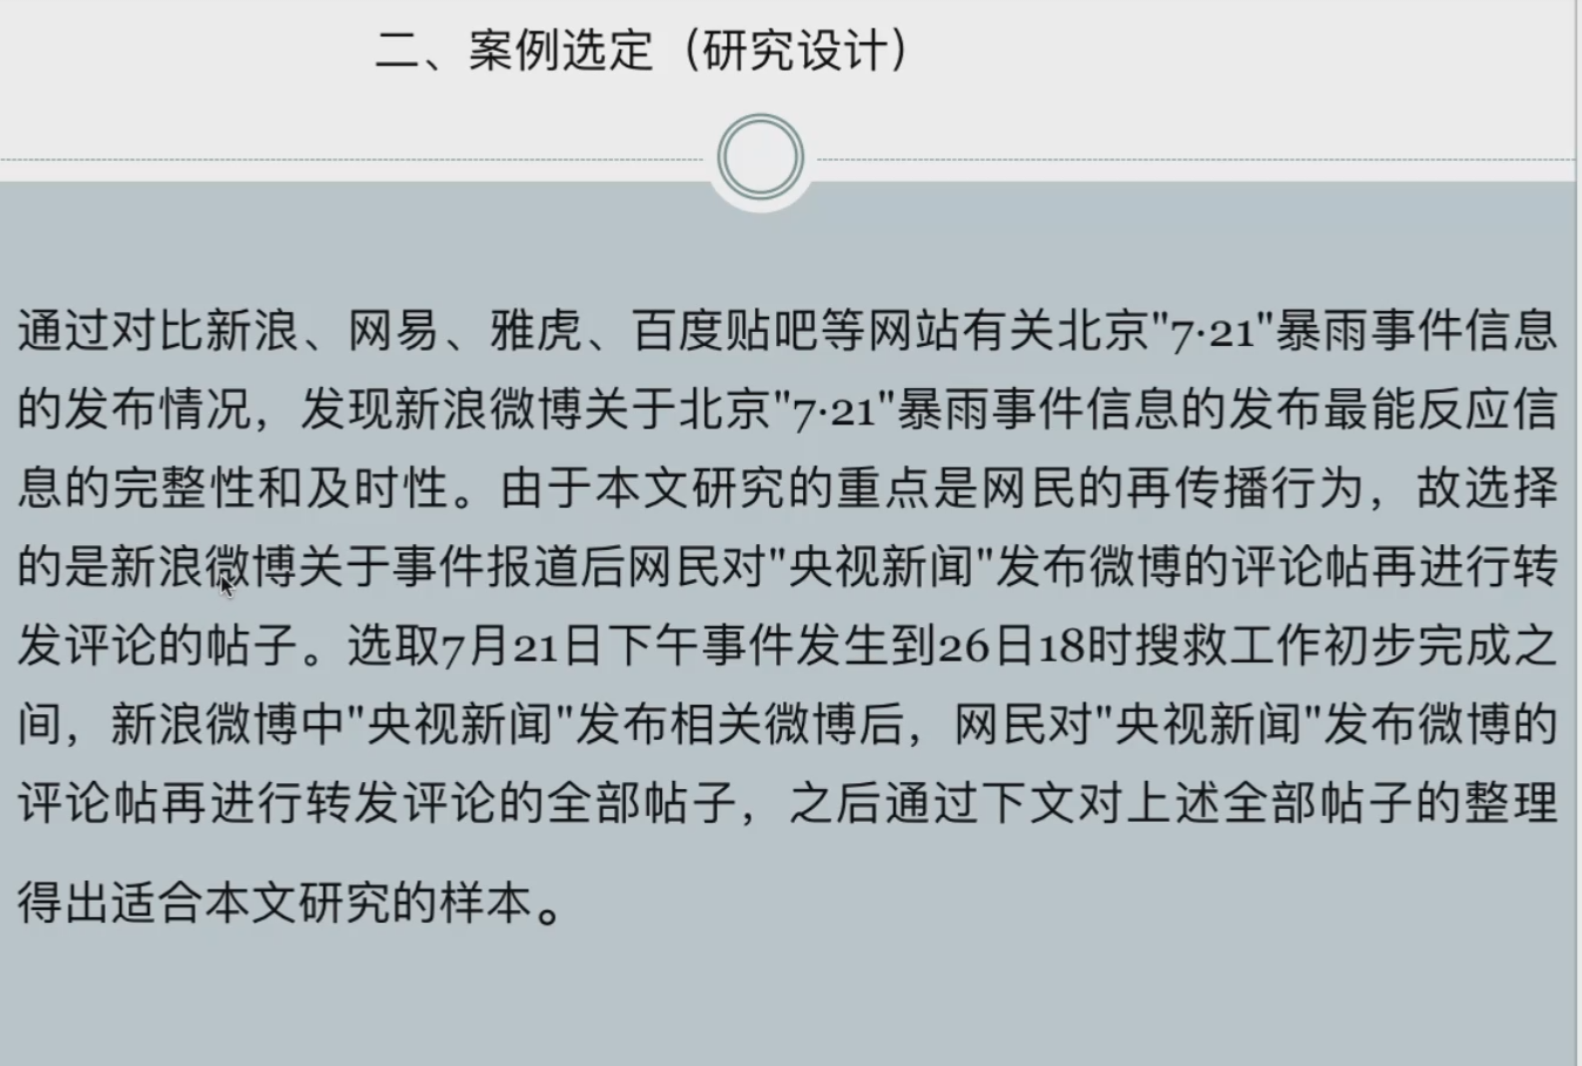 二、案例选定（研究设计）
通过对比新浪、网易、雅虎、百度贴吧等网站有关北京"7·21"暴雨事件信息
的发布情况，发现新浪微博关于北京"7·21"暴雨事件信息的发布最能反应信
息的完整性和及时性。由于本文研究的重点是网民的再传播行为，故选择
的是新浪微博关于事件报道后网民对"央视新闻"发布微博的评论帖再进行转
发评论的帖子。选取7月21日下午事件发生到26日18时搜救工作初步完成之
间，新浪微博中"央视新闻"发布相关微博后，网民对"央视新闻"发布微博的
评论帖再进行转发评论的全部帖子，之后通过下文对上述全部帖子的整理
得出适合本文研究的样本。